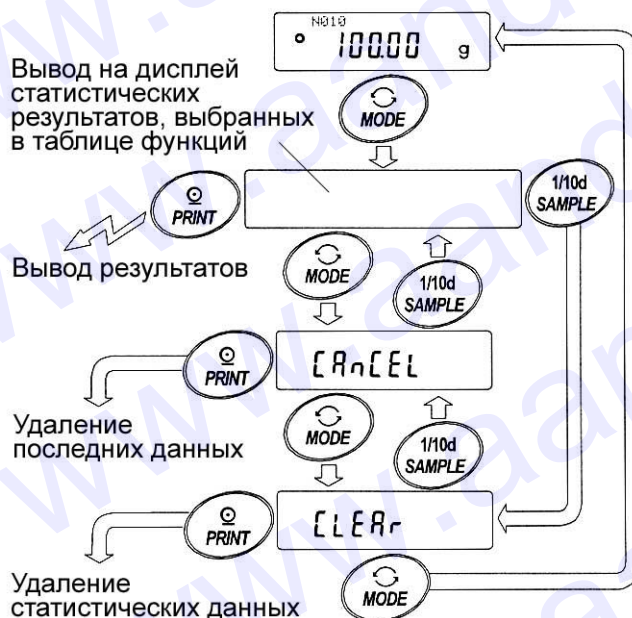 N010
100.00 g
Вывод на дисплей
статистических
результатов, выбранных
в таблице функций
MODE
PRINT
1/10d
SAMPLE
Вывод результатов
MODE
1/10d
SAMPLE
PRINT
CAnCEL
Удаление
последних данных
MODE
1/10d
SAMPLE
PRINT
CLEAr
Удаление
статистических данных
MODE